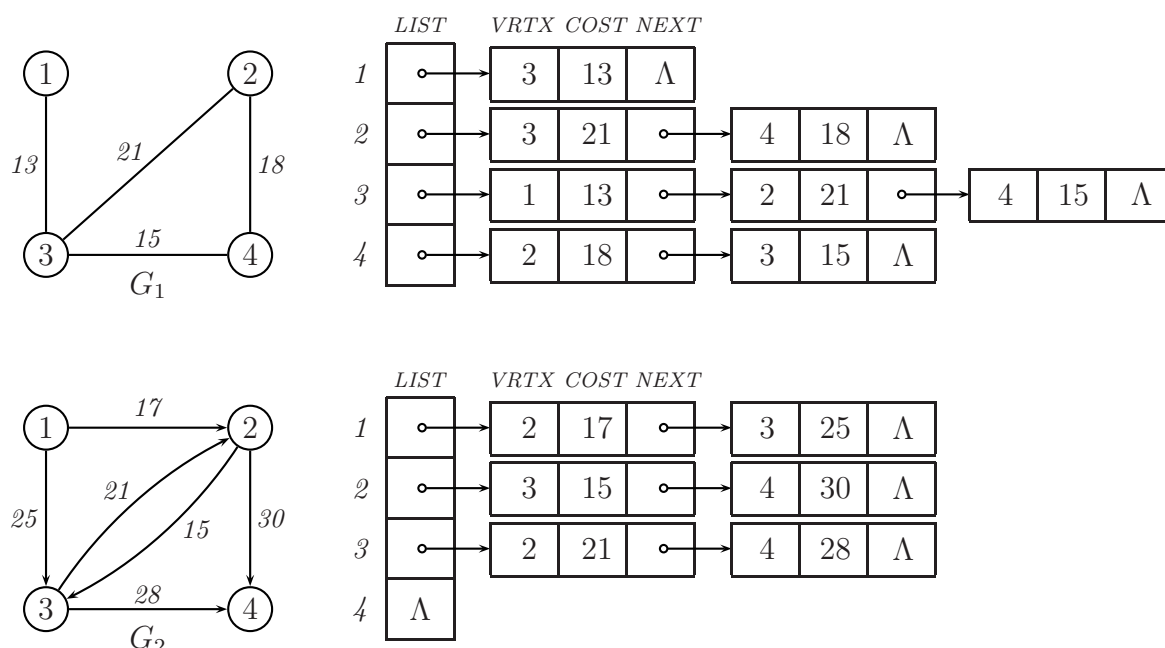 LIST VRTX COST NEXT
1 2 1 3 13 Λ
21 2 3 21 4 18 Λ
13 18 3 1 13 2 21 4 15 Λ
15
3 4 4 2 18 3 15 Λ
G1
LIST VRTX COST NEXT
17
1 2 1 2 17 3 25 Λ
21 2 3 15 4 30 Λ
25 15 30
3 2 21 4 28 Λ
28
3 4 4 Λ
G2